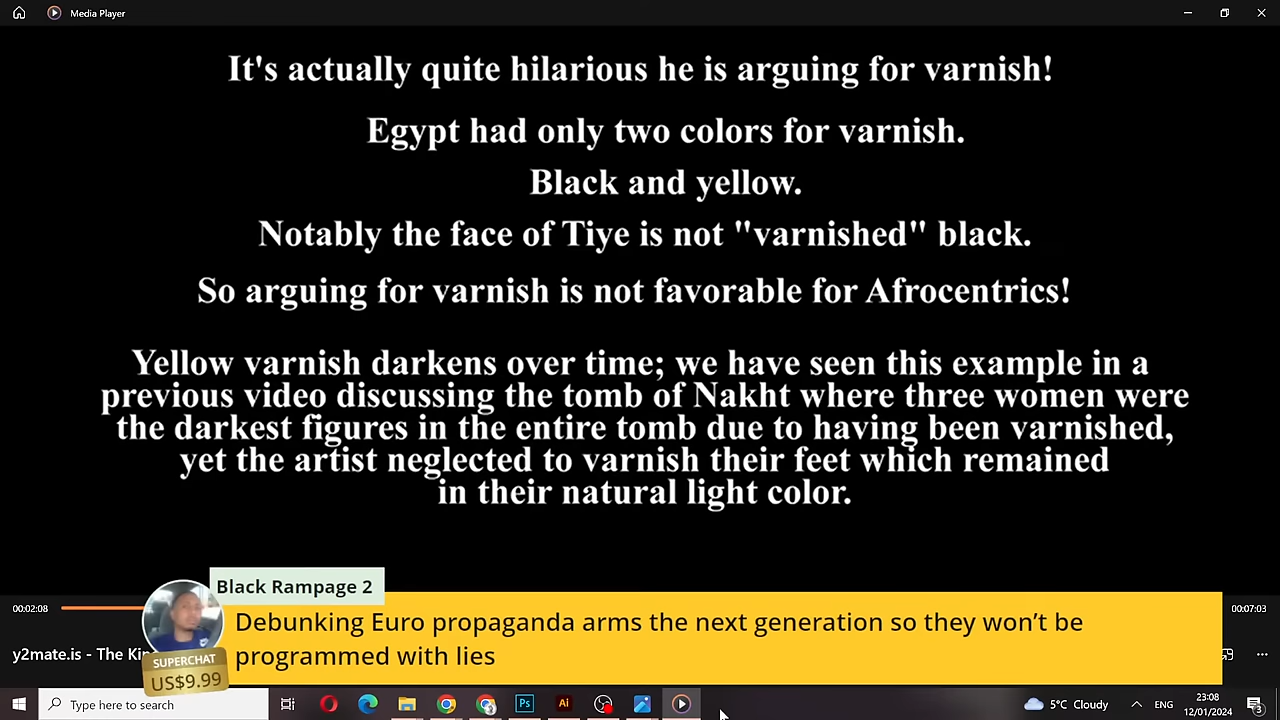 Media Player
It's actually quite hilarious he is arguing for varnish!
Egypt had only two colors for varnish.
Black and yellow.
Notably the face of Tiye is not "varnished" black.
So arguing for varnish is not favorable for Afrocentrics!
Yellow varnish darkens over time; we have seen this example in a
previous video discussing the tomb of Nakht where three women were
the darkest figures in the entire tomb due to having been varnished,
yet the artist neglected to varnish their feet which remained
in their natural light color.
Black Rampage 2
00:02:08
00:07:03
Debunking Euro propaganda arms the next generation so they won't be
programmed with lies
y2mate.is - The Kin
SUPERCHAT
US$9.99
Type here to search
Ps
Ai
5°C Cloudy
ENG
23:08
12/01/2024
3